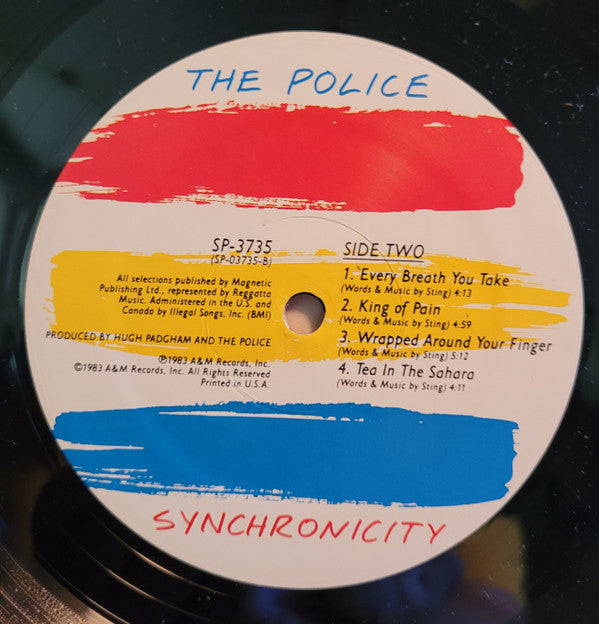 THE POLICE
SP-3735
(SP-03735-B)
All selections published by Magnetic
Publishing Ltd., represented by Reggatta
Music. Administered in the U.S. and
Canada by Illegal Songs, Inc. (BMI)
PRODUCED BY HUGH PADGHAM AND THE POLICE
℗1983 A&M Records, Inc.
©1983 A&M Records, Inc. All Rights Reserved
Printed in U.S.A.
SIDE TWO
1. Every Breath You Take
(Words & Music by Sting) 4:13
2. King of Pain
(Words & Music by Sting) 4:59
3. Wrapped Around Your Finger
(Words & Music by Sting) 5:12
4. Tea In The Sahara
(Words & Music by Sting) 4:11
SYNCHRONICITY